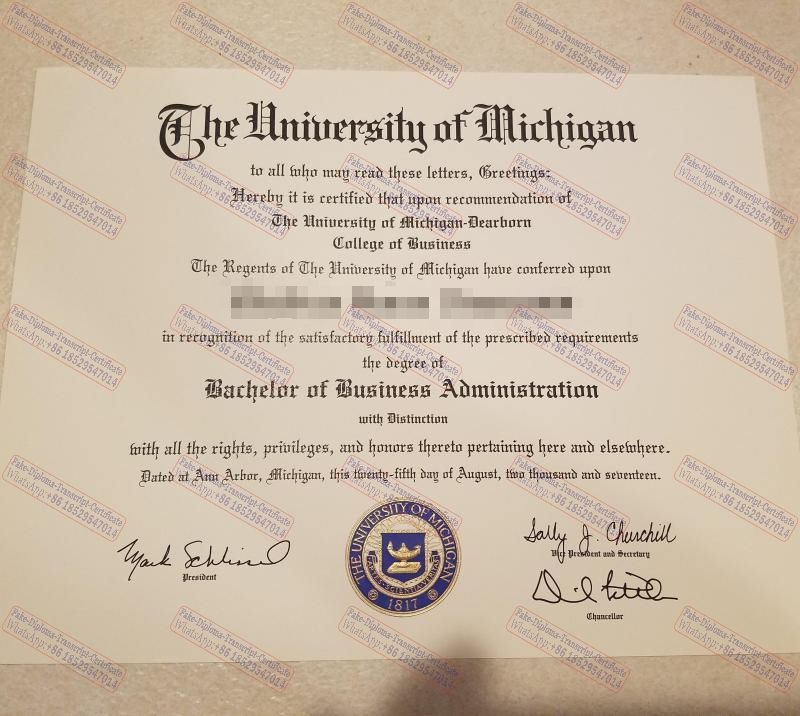 Fake-Diploma-Transcript-Certificate
WhatsApp:+86 18529547014
The University of Michigan
to all who may read these letters, Greetings:
Hereby it is certified that upon recommendation of
The University of Michigan-Dearborn
College of Business
The Regents of The University of Michigan have conferred upon
in recognition of the satisfactory fulfillment of the prescribed requirements
the degree of
Bachelor of Business Administration
with Distinction
with all the rights, privileges, and honors thereto pertaining here and elsewhere.
Dated at Ann Arbor, Michigan, this twenty-fifth day of August, two thousand and seventeen.
Mark Schlissel
President
THE UNIVERSITY OF MICHIGAN
ARTES·SCIENTIA·VERITAS
1817
Sally J. Churchill
Vice President and Secretary
Chancellor